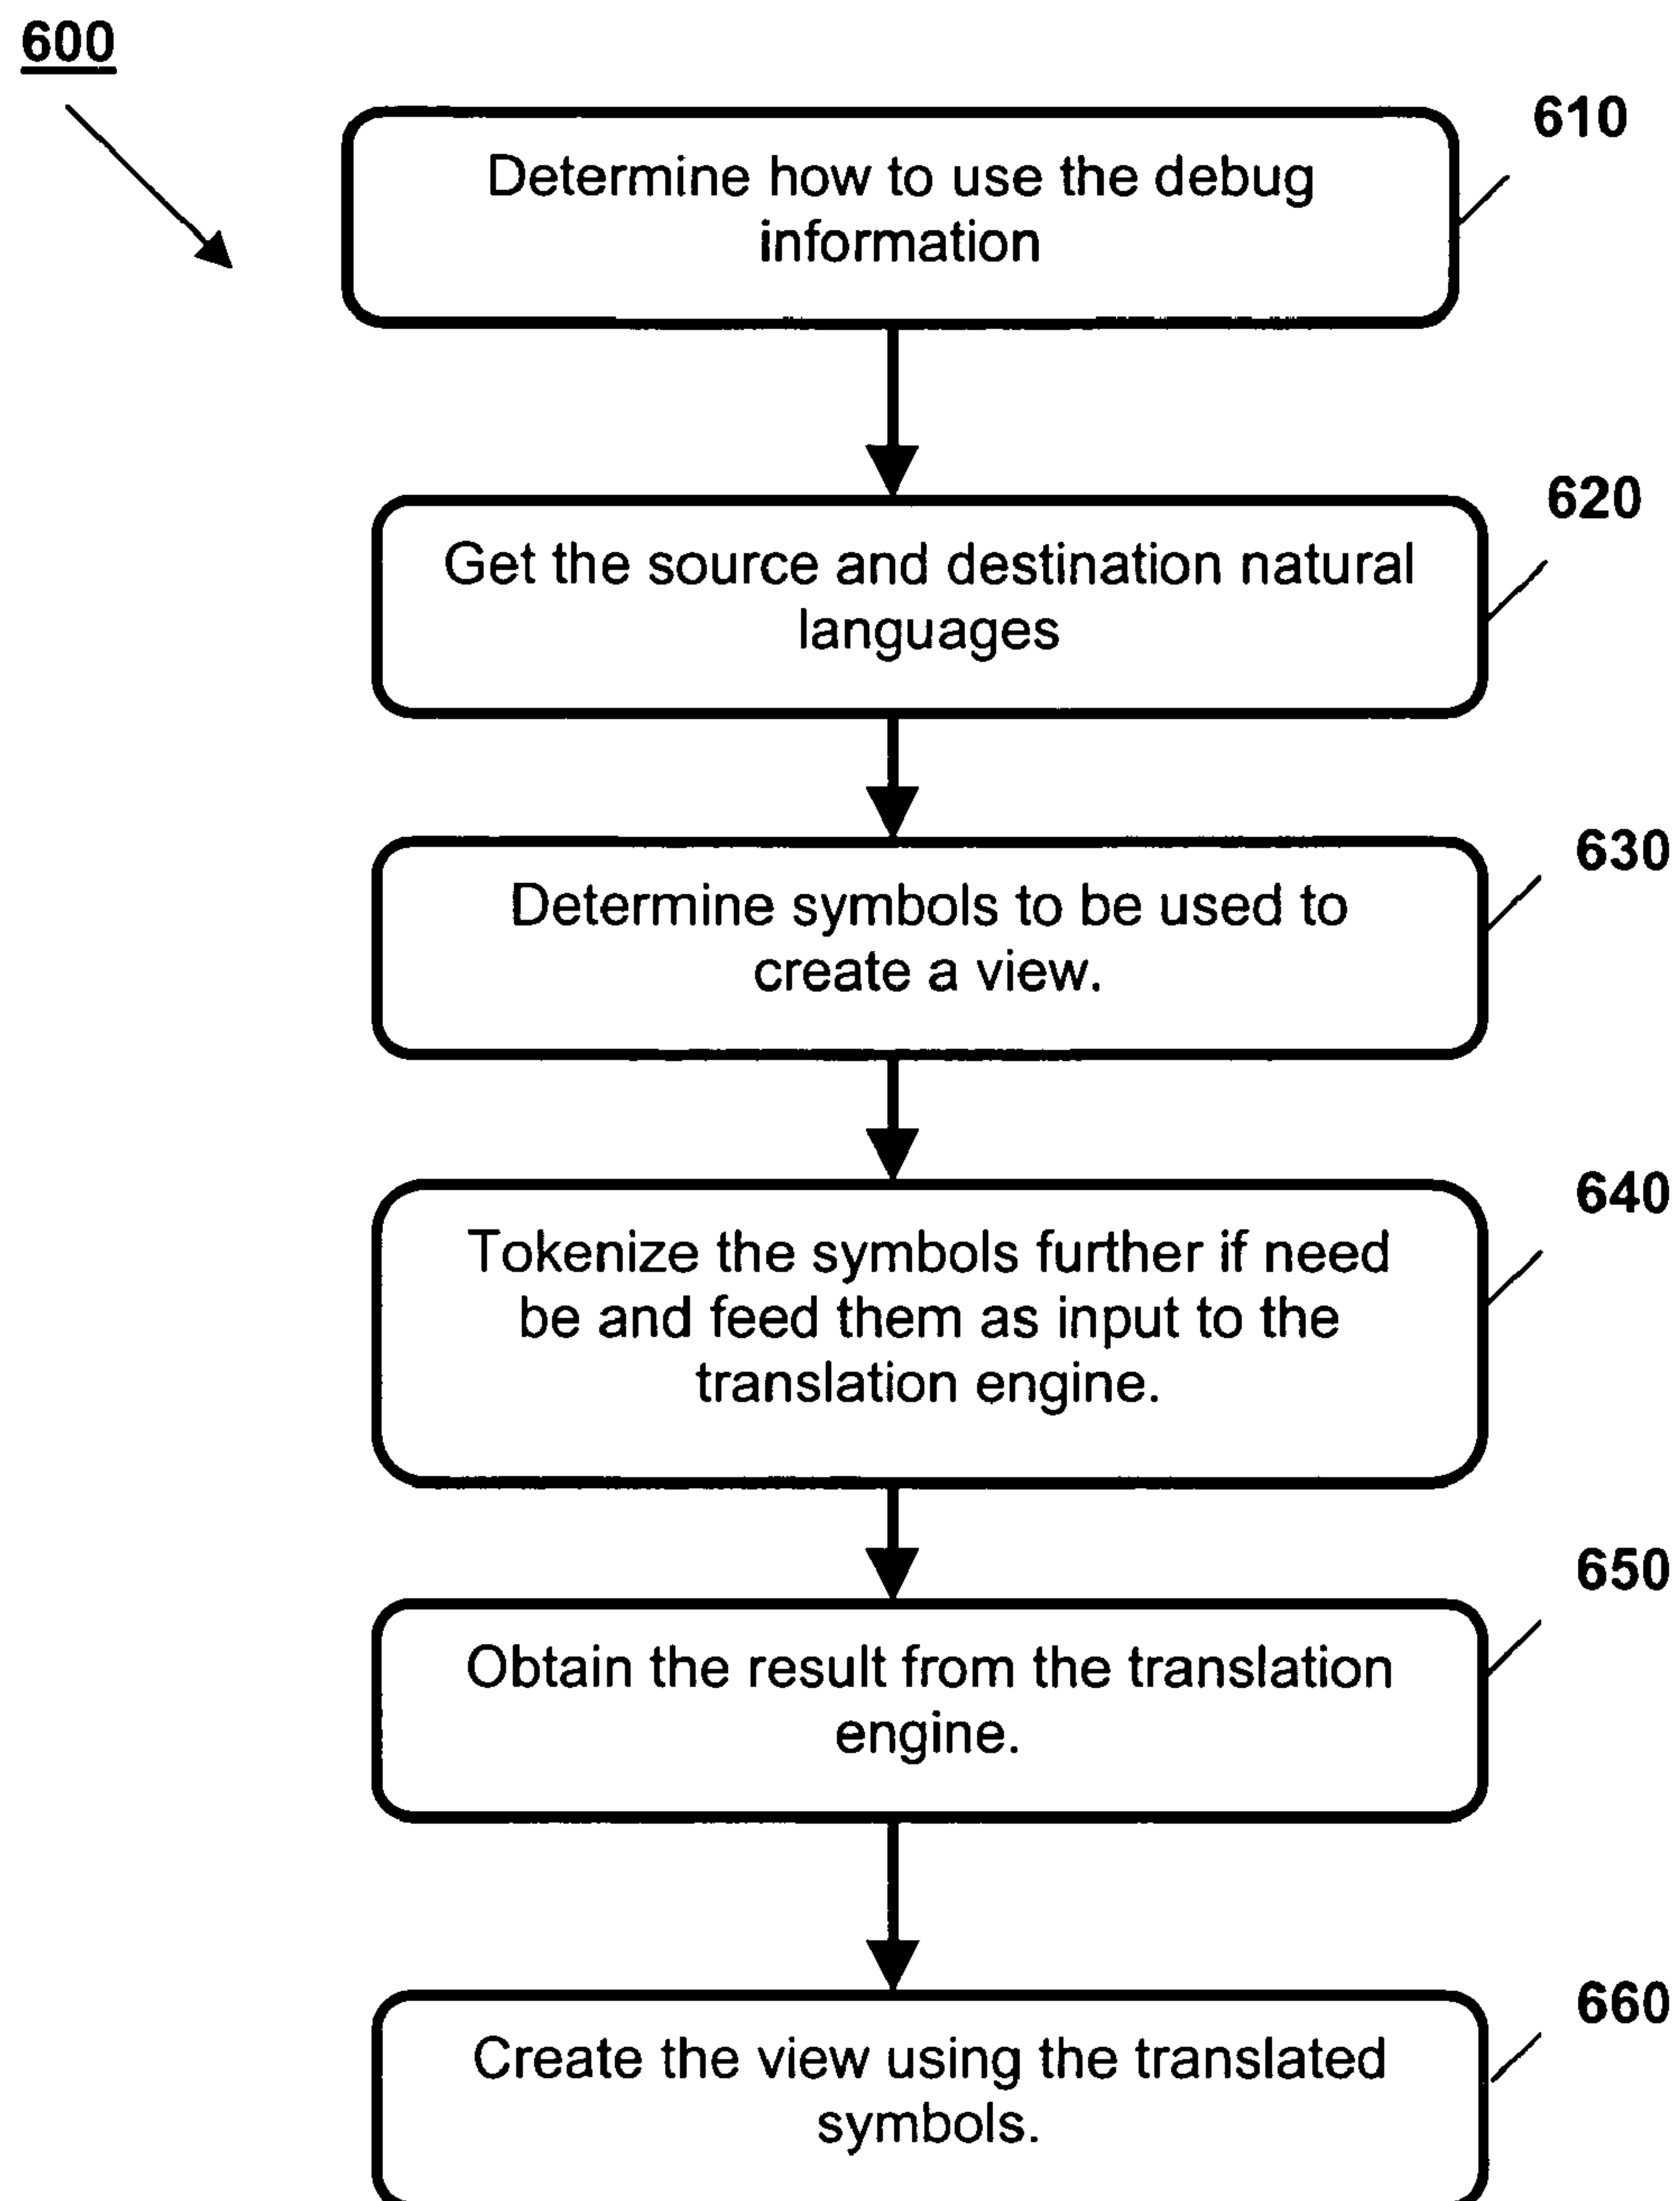 600
610
Determine how to use the debug
information
620
Get the source and destination natural
languages
630
Determine symbols to be used to
create a view.
640
Tokenize the symbols further if need
be and feed them as input to the
translation engine.
650
Obtain the result from the translation
engine.
660
Create the view using the translated
symbols.